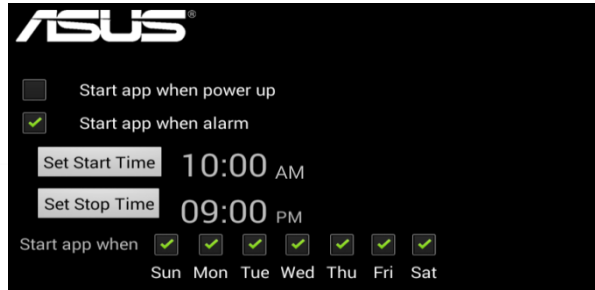 ASUS®
Start app when power up
Start app when alarm
Set Start Time 10:00 AM
Set Stop Time 09:00 PM
Start app when
Sun Mon Tue Wed Thu Fri Sat